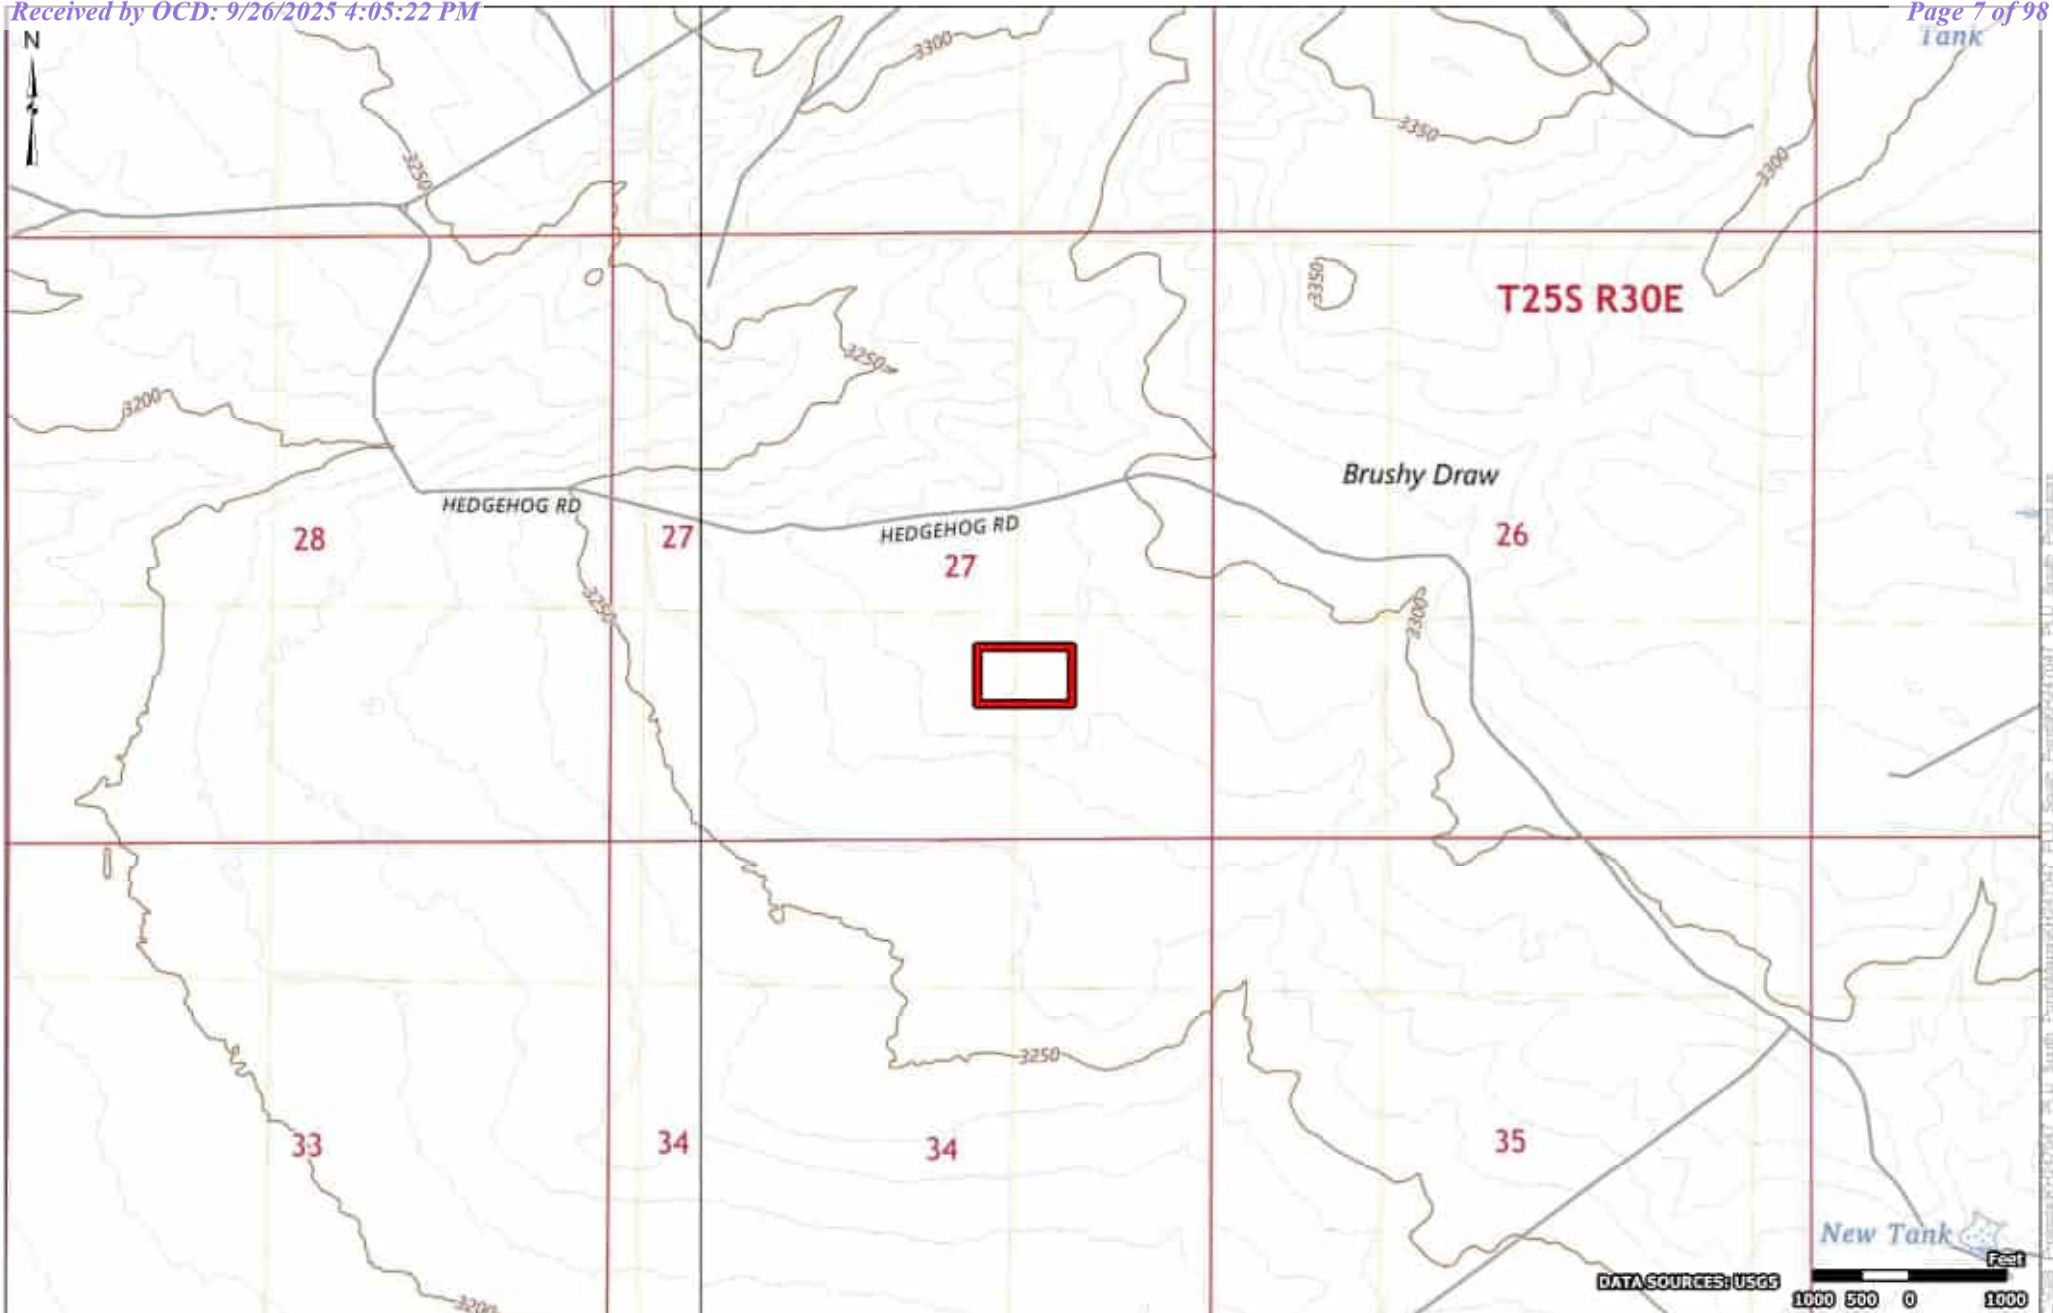 Received by OCD: 9/26/2025 4:05:22 PM
Page 7 of 98
N
Tank
3300
3350
3250
3300
3350
T25S R30E
3250
3200
Brushy Draw
HEDGEHOG RD
HEDGEHOG RD
28
27
27
26
3250
3300
3250
33
34
34
35
New Tank
Feet
DATA SOURCES: USGS
1000 500 0 1000
3200